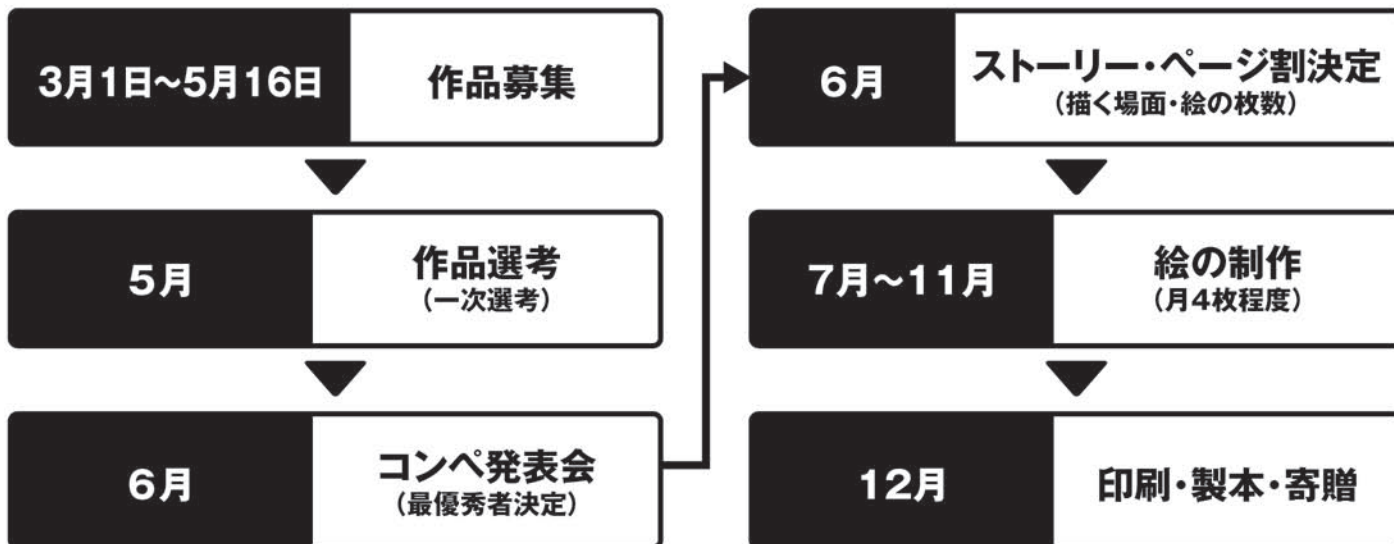 3月1日～5月16日
作品募集
5月
作品選考
(一次選考)
6月
コンペ発表会
(最優秀者決定)
6月
ストーリー・ページ割決定
(描く場面・絵の枚数)
7月～11月
絵の制作
(月4枚程度)
12月
印刷・製本・寄贈